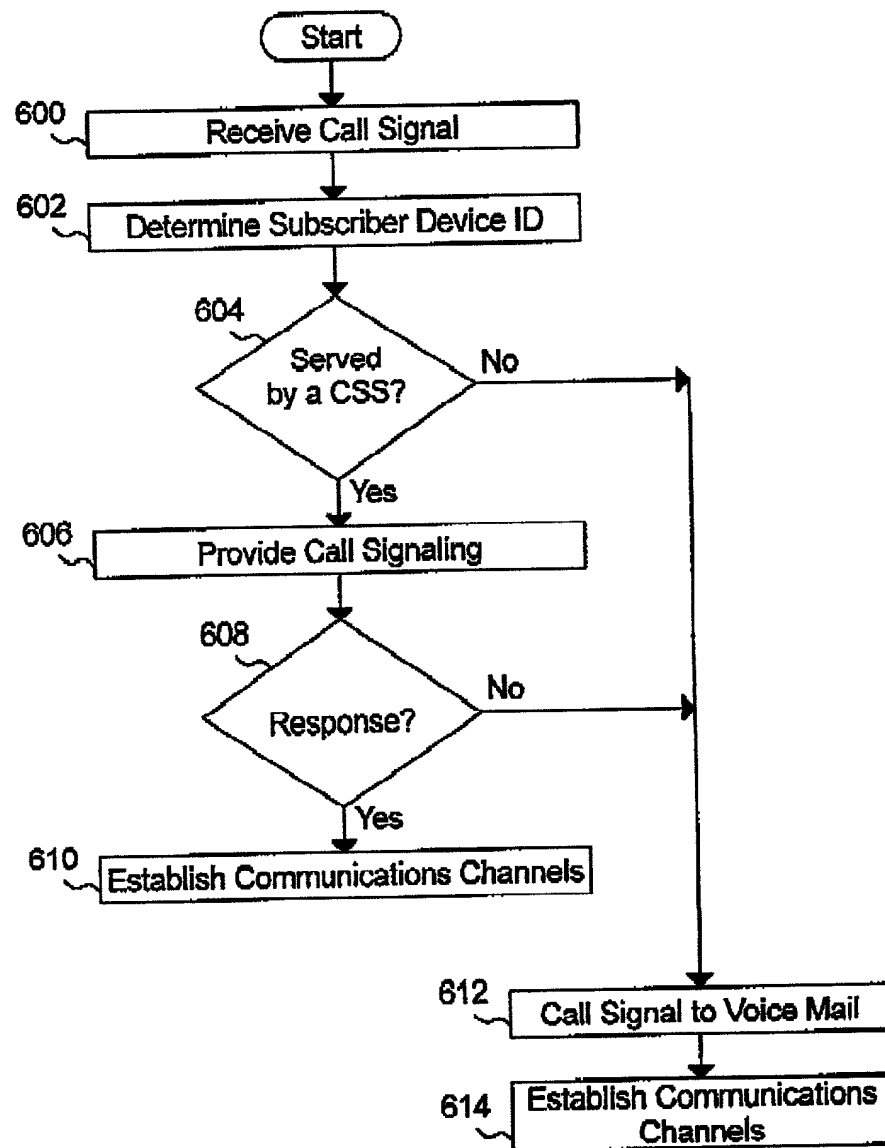 Start
600
Receive Call Signal
602
Determine Subscriber Device ID
604
Served
by a CSS?
No
Yes
606
Provide Call Signaling
608
Response?
No
Yes
610
Establish Communications Channels
612
Call Signal to Voice Mail
614
Establish Communications
Channels